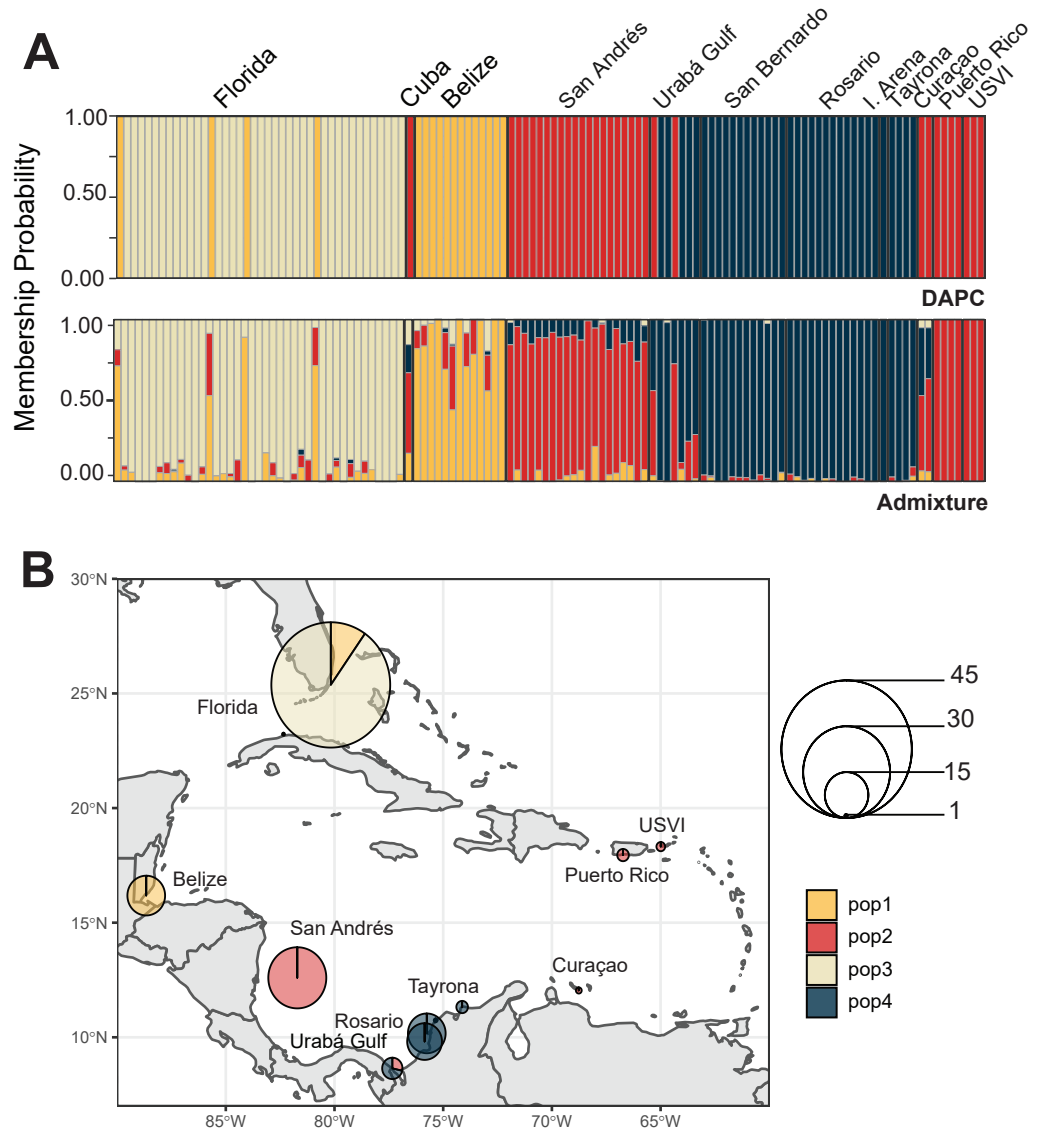 A
Florida
Cuba
Belize
San Andrés
Urabá Gulf
San Bernardo
Rosario
I. Arena
Tayrona
Curaçao
Puerto Rico
USVI
Membership Probability
1.00
0.50
0.00
DAPC
1.00
0.50
0.00
Admixture
B
30°N
25°N
20°N
15°N
10°N
Florida
USVI
Puerto Rico
Belize
San Andrés
Curaçao
Tayrona
Rosario
Urabá Gulf
85°W
80°W
75°W
70°W
65°W
45
30
15
1
pop1
pop2
pop3
pop4